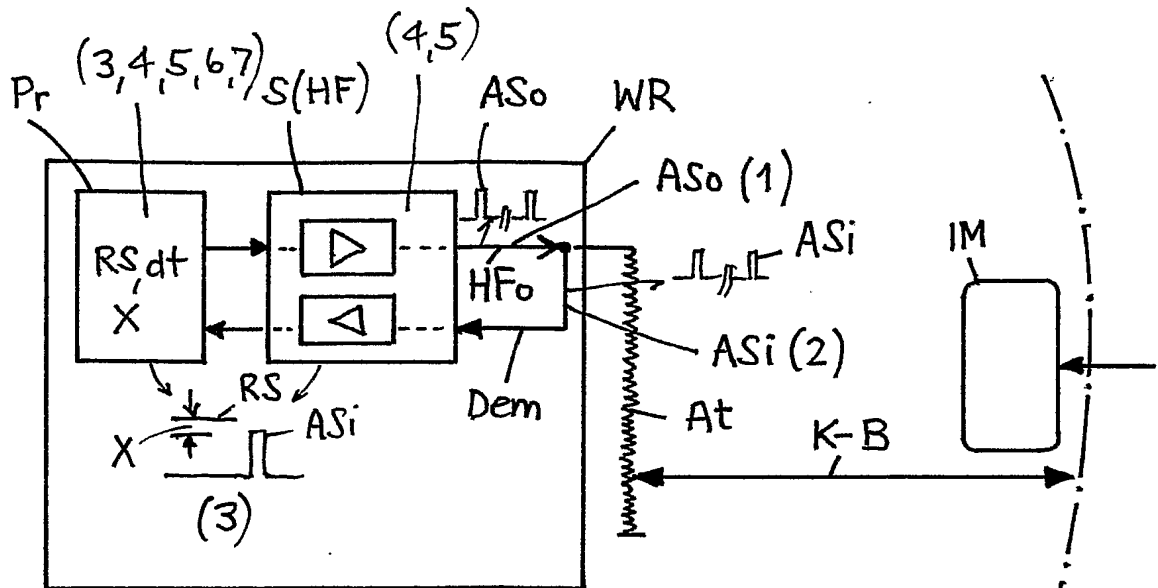 (3,4,5,6,7)
(4,5)
Pr
S(HF)
ASo
WR
ASo (1)
ASi
IM
RS, dt
X
HFo
ASi (2)
Dem
At
K-B
RS
X
ASi
(3)